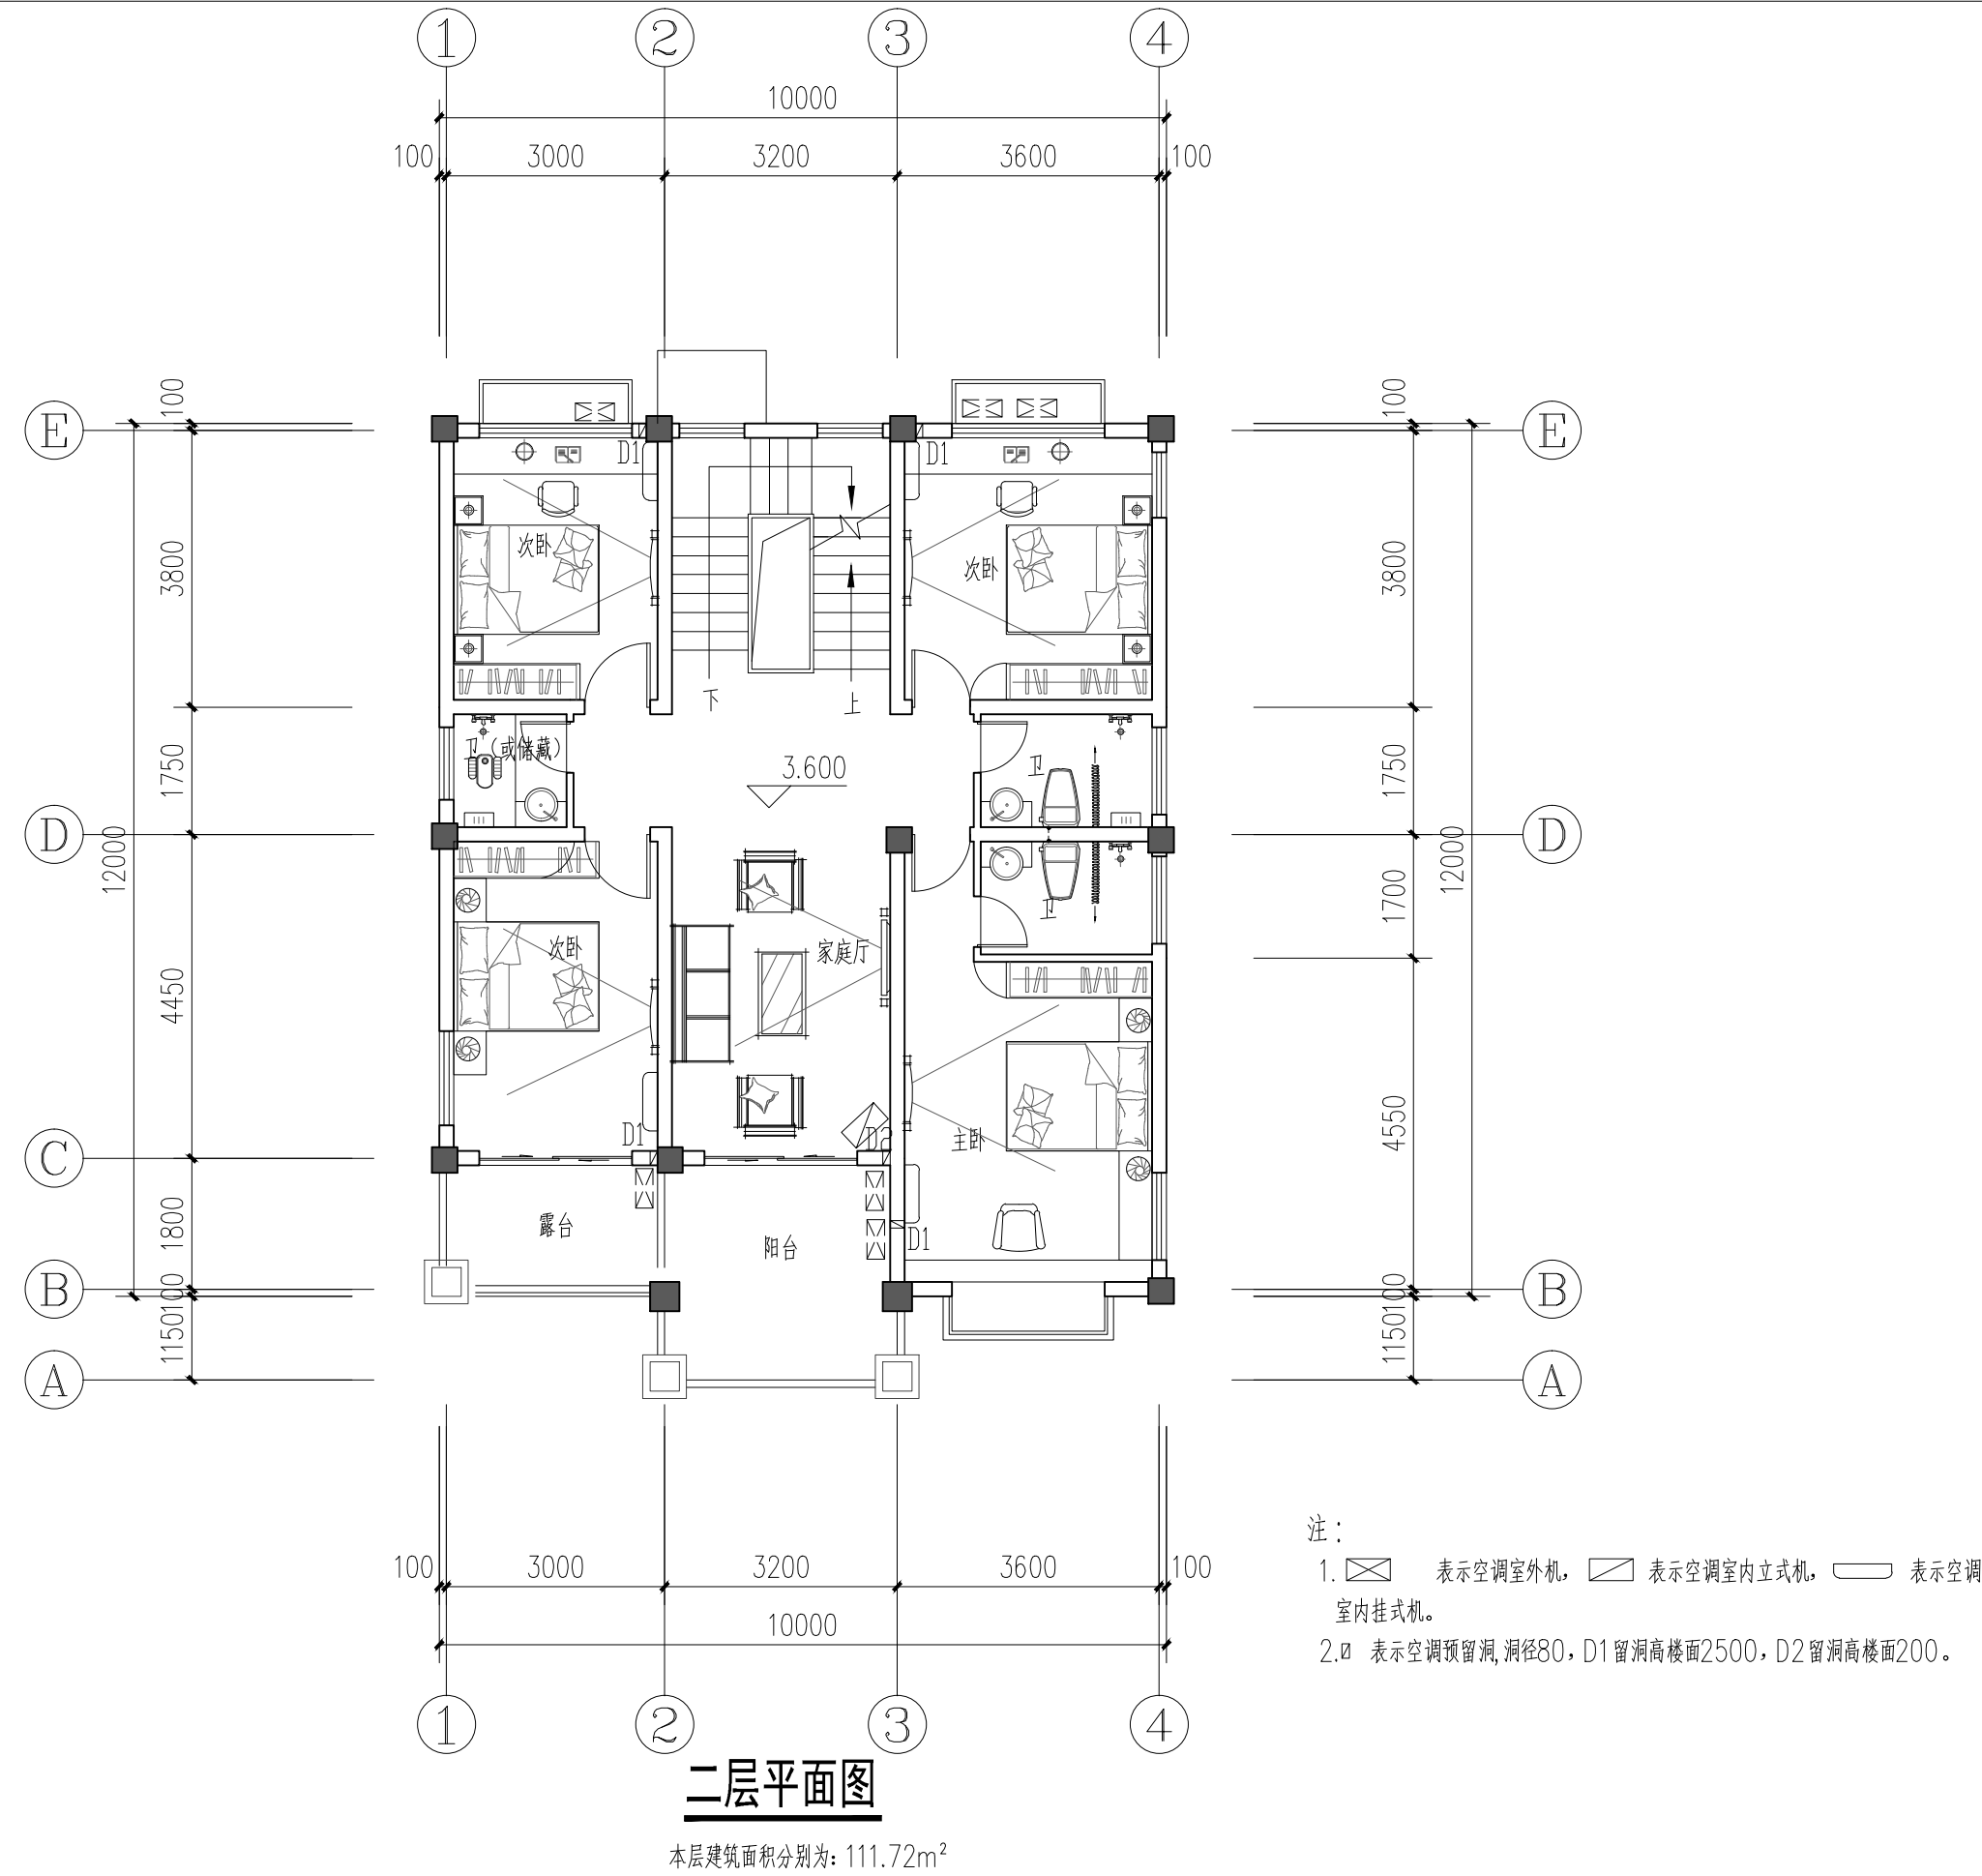 1 2 3 4
10000
100 3000 3200 3600 100
E 100 100 E
D1 D1
3800 次卧 次卧 3800
下 上
1750 卫（或储藏） 卫 1750
3.600
D 12000 12000 D
卫 1700
4450 次卧 家庭厅
D1 D2 主卧 4550
C
1800 露台 阳台 D1
B 100 100 B
1150 1150
A A
100 3000 3200 3600 100
10000
1 2 3 4
注：
1. 表示空调室外机， 表示空调室内立式机， 表示空调
室内挂式机。
2. 表示空调预留洞,洞径80，D1留洞高楼面2500，D2留洞高楼面200。
二层平面图
本层建筑面积分别为：111.72m²